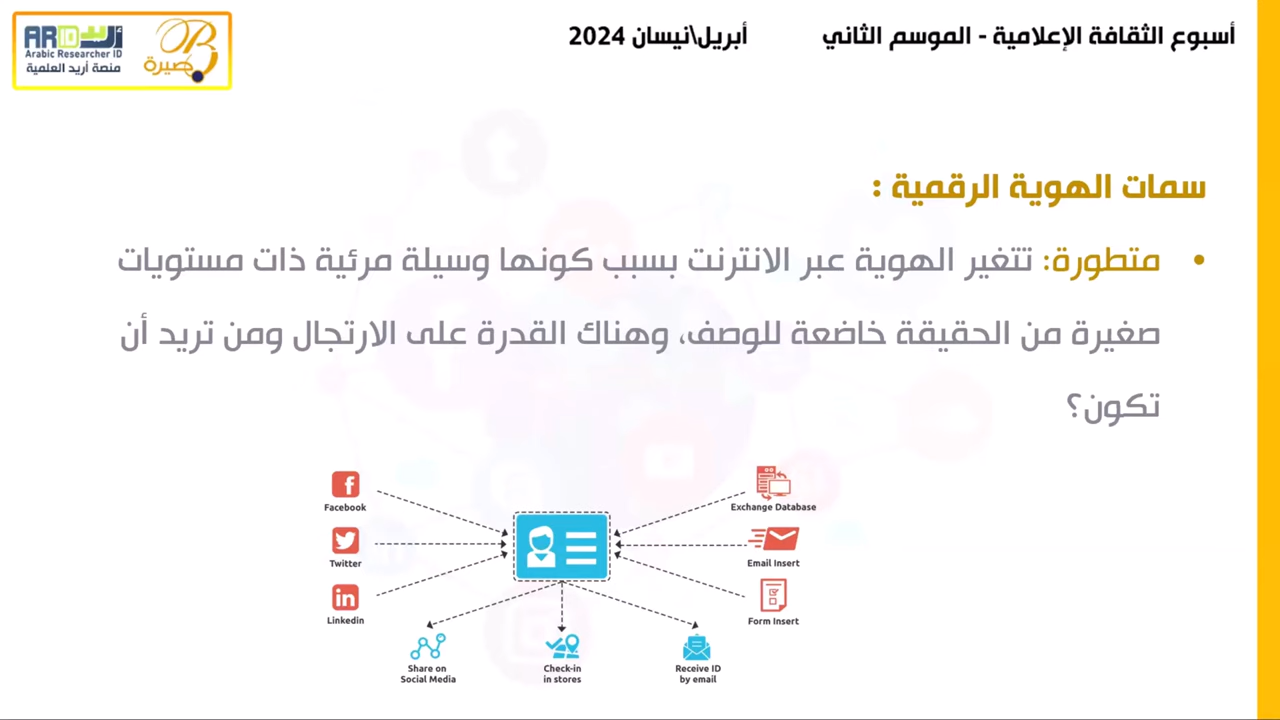 أسبوع الثقافة الإعلامية - الموسم الثاني أبريل\نيسان 2024
ARID أريد
Arabic Researcher ID
منصة أريد العلمية
بصيرة
سمات الهوية الرقمية :
• متطورة: تتغير الهوية عبر الانترنت بسبب كونها وسيلة مرئية ذات مستويات
صغيرة من الحقيقة خاضعة للوصف، وهناك القدرة على الارتجال ومن تريد أن
تكون؟
Facebook
Twitter
Linkedin
Exchange Database
Email Insert
Form Insert
Share on
Social Media
Check-in
in stores
Receive ID
by email